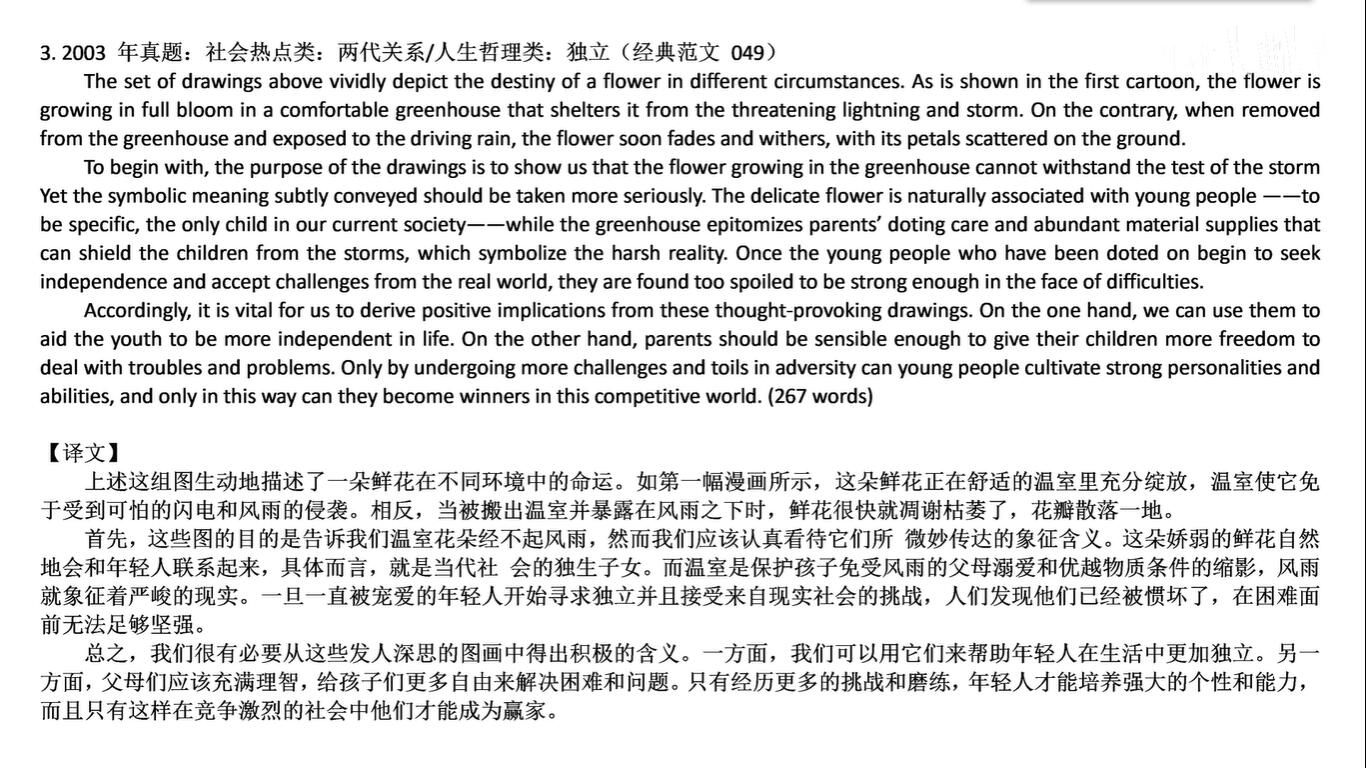 3. 2003 年真题：社会热点类：两代关系/人生哲理类：独立（经典范文 049）
The set of drawings above vividly depict the destiny of a flower in different circumstances. As is shown in the first cartoon, the flower is
growing in full bloom in a comfortable greenhouse that shelters it from the threatening lightning and storm. On the contrary, when removed
from the greenhouse and exposed to the driving rain, the flower soon fades and withers, with its petals scattered on the ground.
To begin with, the purpose of the drawings is to show us that the flower growing in the greenhouse cannot withstand the test of the storm
Yet the symbolic meaning subtly conveyed should be taken more seriously. The delicate flower is naturally associated with young people ——to
be specific, the only child in our current society——while the greenhouse epitomizes parents’ doting care and abundant material supplies that
can shield the children from the storms, which symbolize the harsh reality. Once the young people who have been doted on begin to seek
independence and accept challenges from the real world, they are found too spoiled to be strong enough in the face of difficulties.
Accordingly, it is vital for us to derive positive implications from these thought-provoking drawings. On the one hand, we can use them to
aid the youth to be more independent in life. On the other hand, parents should be sensible enough to give their children more freedom to
deal with troubles and problems. Only by undergoing more challenges and toils in adversity can young people cultivate strong personalities and
abilities, and only in this way can they become winners in this competitive world. (267 words)
【译文】
上述这组图生动地描述了一朵鲜花在不同环境中的命运。如第一幅漫画所示，这朵鲜花正在舒适的温室里充分绽放，温室使它免
于受到可怕的闪电和风雨的侵袭。相反，当被搬出温室并暴露在风雨之下时，鲜花很快就凋谢枯萎了，花瓣散落一地。
首先，这些图的目的是告诉我们温室花朵经不起风雨，然而我们应该认真看待它们所 微妙传达的象征含义。这朵娇弱的鲜花自然
地会和年轻人联系起来，具体而言，就是当代社 会的独生子女。而温室是保护孩子免受风雨的父母溺爱和优越物质条件的缩影，风雨
就象征着严峻的现实。一旦一直被宠爱的年轻人开始寻求独立并且接受来自现实社会的挑战，人们发现他们已经被惯坏了，在困难面
前无法足够坚强。
总之，我们很有必要从这些发人深思的图画中得出积极的含义。一方面，我们可以用它们来帮助年轻人在生活中更加独立。另一
方面，父母们应该充满理智，给孩子们更多自由来解决困难和问题。只有经历更多的挑战和磨练，年轻人才能培养强大的个性和能力，
而且只有这样在竞争激烈的社会中他们才能成为赢家。